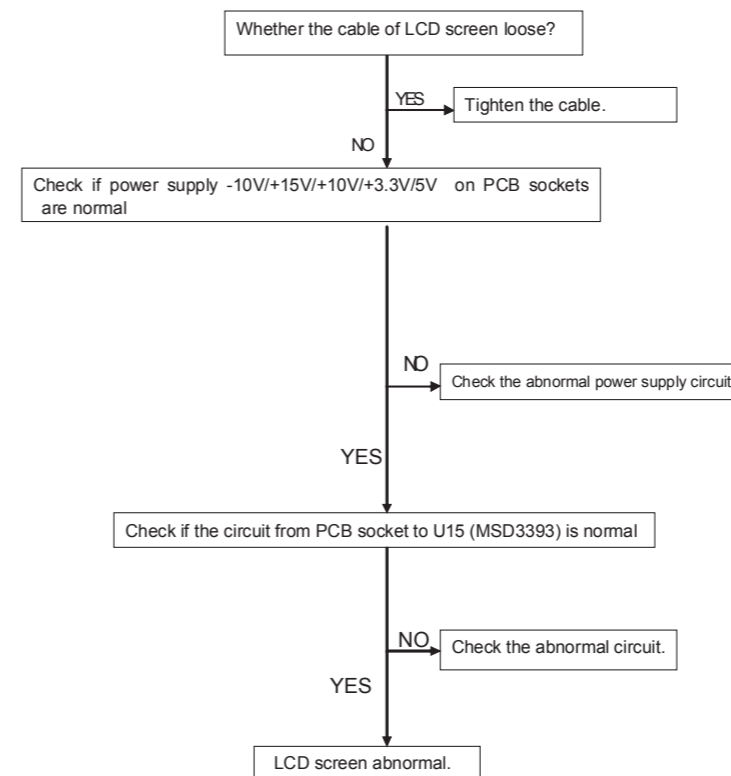 Whether the cable of LCD screen loose?
YES
Tighten the cable.
NO
Check if power supply -10V/+15V/+10V/+3.3V/5V on PCB sockets
are normal
NO
Check the abnormal power supply circuit
YES
Check if the circuit from PCB socket to U15 (MSD3393) is normal
NO
Check the abnormal circuit.
YES
LCD screen abnormal.